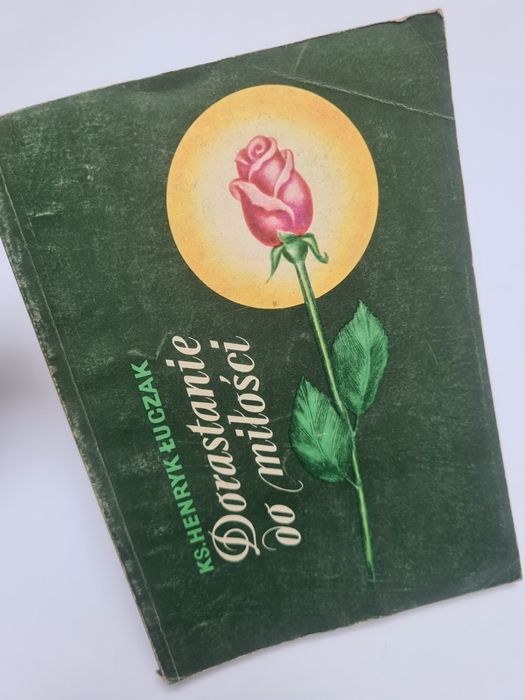 KS. HENRYK ŁUCZAK
Dorastanie
do miłości